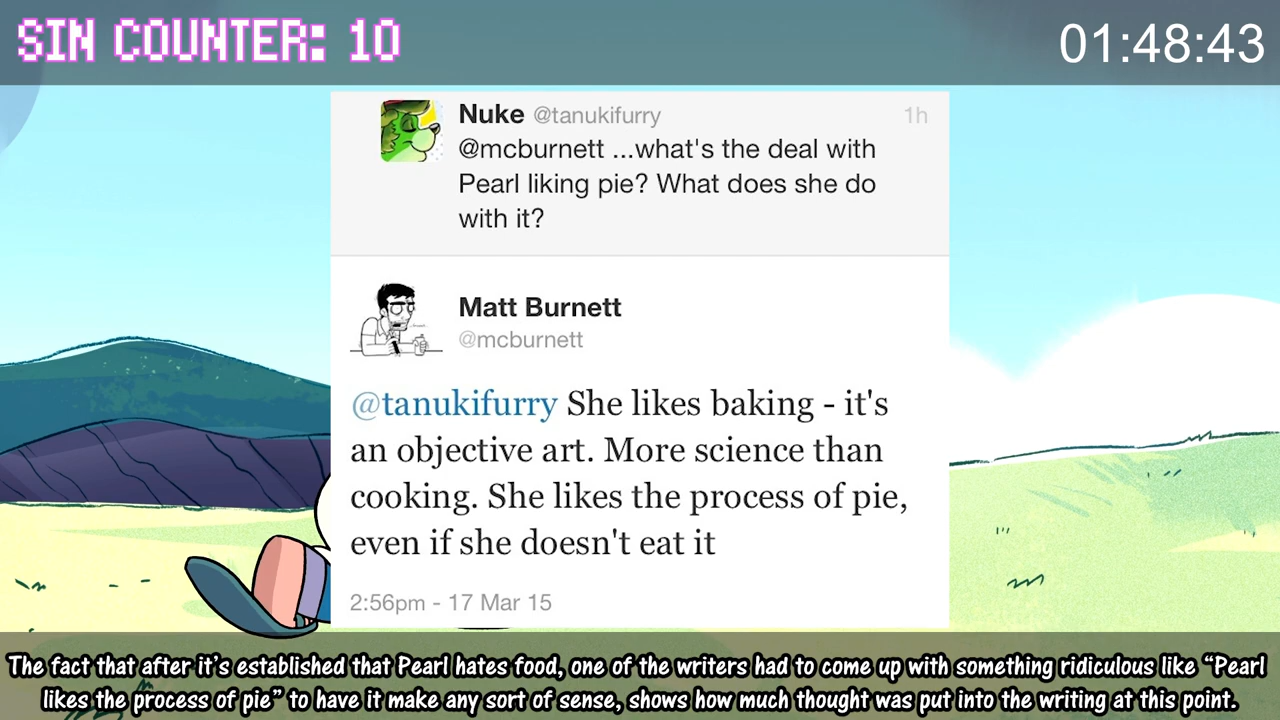 SIN COUNTER: 10
01:48:43
Nuke @tanukifurry 1h
@mcburnett ...what's the deal with
Pearl liking pie? What does she do
with it?
Matt Burnett
@mcburnett
@tanukifurry She likes baking - it's
an objective art. More science than
cooking. She likes the process of pie,
even if she doesn't eat it
2:56pm - 17 Mar 15
The fact that after it's established that Pearl hates food, one of the writers had to come up with something ridiculous like “Pearl
likes the process of pie” to have it make any sort of sense, shows how much thought was put into the writing at this point.